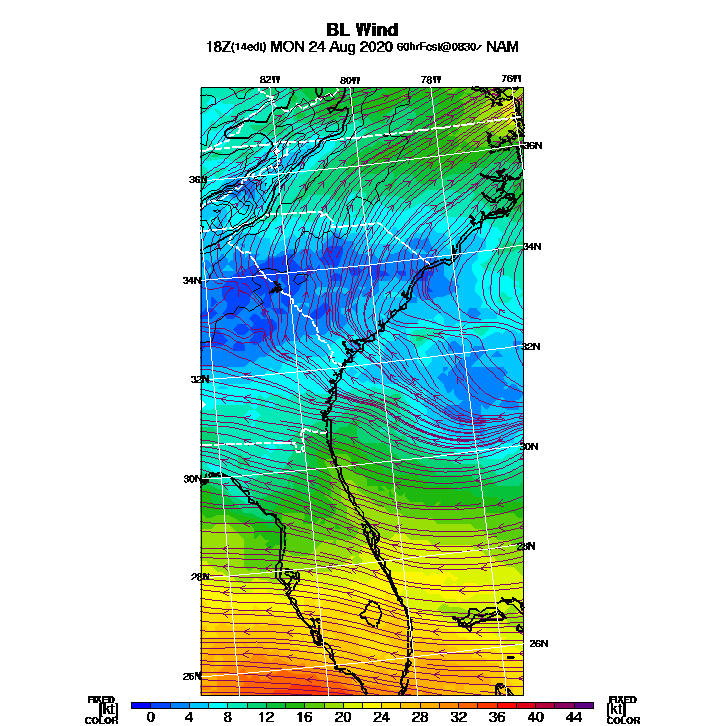 BL Wind
18Z(14edt) MON 24 Aug 2020 60hrFcst@0830z NAM
82W 80W 78W 76W
36N 36N
34N 34N
32N 32N
30N 30N
28N 28N
26N 26N
FIXED FIXED
[kt] 0 4 8 12 16 20 24 28 32 36 40 44 [kt]
COLOR COLOR